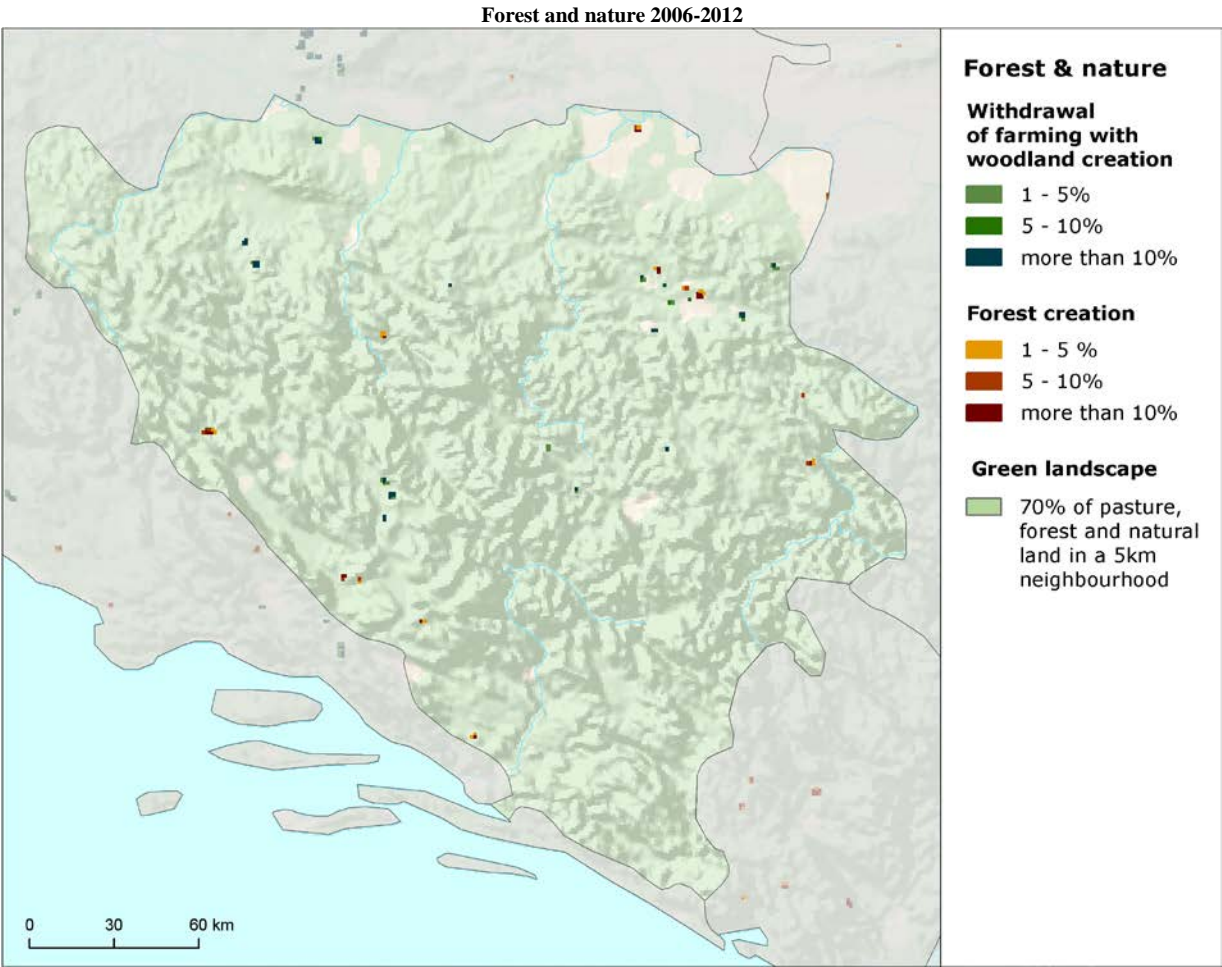 Forest and nature 2006-2012
Forest & nature
Withdrawal
of farming with
woodland creation
1 - 5%
5 - 10%
more than 10%
Forest creation
1 - 5 %
5 - 10%
more than 10%
Green landscape
70% of pasture,
forest and natural
land in a 5km
neighbourhood
0 30 60 km